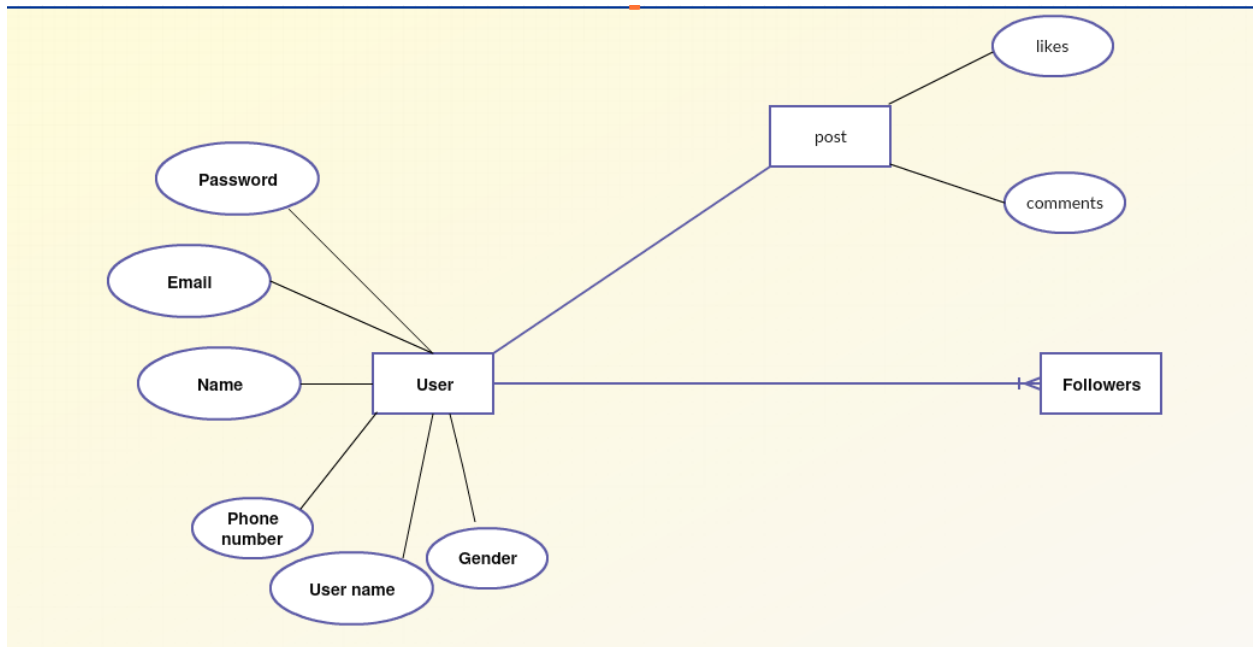 likes
post
comments
Password
Email
Name
User
Followers
Phone
number
User name
Gender